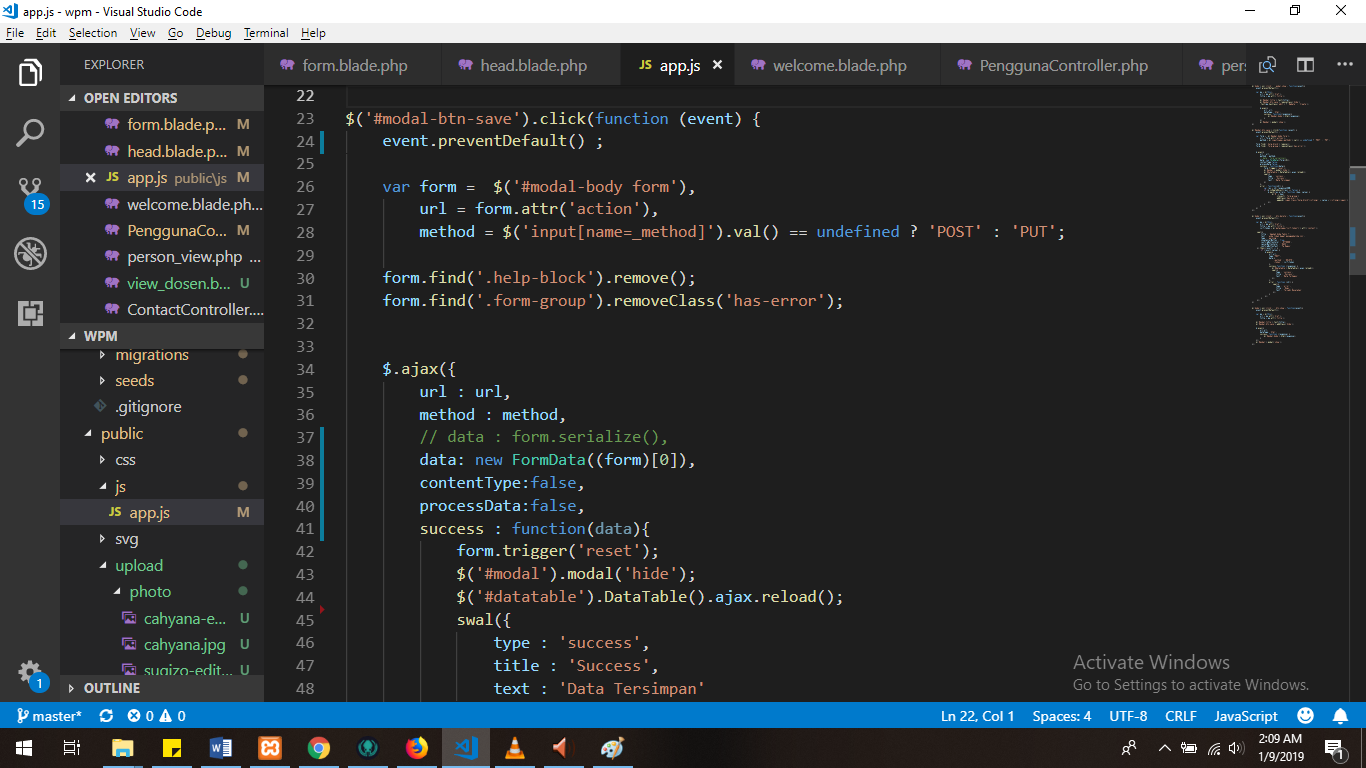 app.js - wpm - Visual Studio Code
File Edit Selection View Go Debug Terminal Help
EXPLORER
form.blade.php
head.blade.php
JS app.js ×
welcome.blade.php
PenggunaController.php
pers
OPEN EDITORS
form.blade.p... M
head.blade.p... M
× JS app.js public\js M
welcome.blade.ph...
PenggunaCo... M
person_view.php ...
view_dosen.b... U
ContactController....
WPM
migrations
seeds
.gitignore
public
css
js
JS app.js M
svg
upload
photo
cahyana-e... U
cahyana.jpg U
sugizo-edit... U
OUTLINE
15
1
22
23 $('#modal-btn-save').click(function (event) {
24 event.preventDefault() ;
25
26 var form =  $('#modal-body form'),
27 url = form.attr('action'),
28 method = $('input[name=_method]').val() == undefined ? 'POST' : 'PUT';
29
30 form.find('.help-block').remove();
31 form.find('.form-group').removeClass('has-error');
32
33
34 $.ajax({
35 url : url,
36 method : method,
37 // data : form.serialize(),
38 data: new FormData((form)[0]),
39 contentType:false,
40 processData:false,
41 success : function(data){
42 form.trigger('reset');
43 $('#modal').modal('hide');
44 $('#datatable').DataTable().ajax.reload();
45 swal({
46 type : 'success',
47 title : 'Success',
48 text : 'Data Tersimpan'
Activate Windows
Go to Settings to activate Windows.
master* 0 0 Ln 22, Col 1 Spaces: 4 UTF-8 CRLF JavaScript
2:09 AM
1/9/2019
1